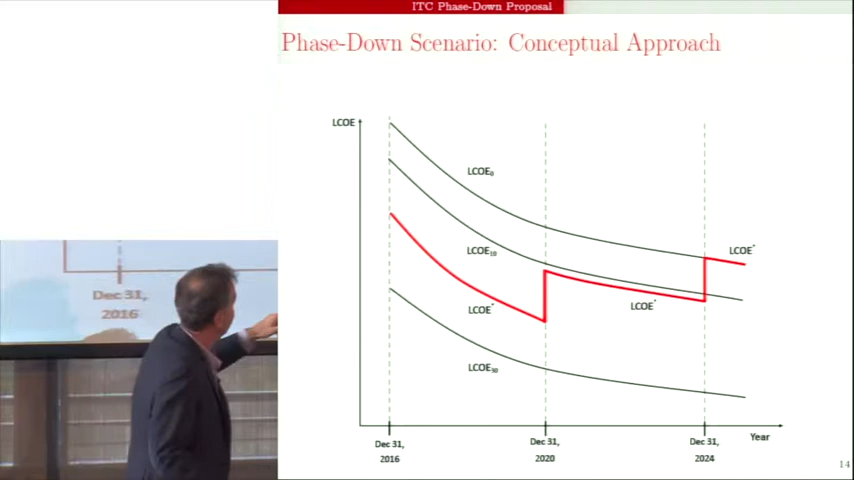 ITC Phase-Down Proposal
Phase-Down Scenario: Conceptual Approach
LCOE
LCOE₀
LCOE₁₀
LCOE*
LCOE*
LCOE*
LCOE₃₀
Dec 31,
2016
Dec 31,
2020
Dec 31,
2024
Year
14
Dec 31,
2016